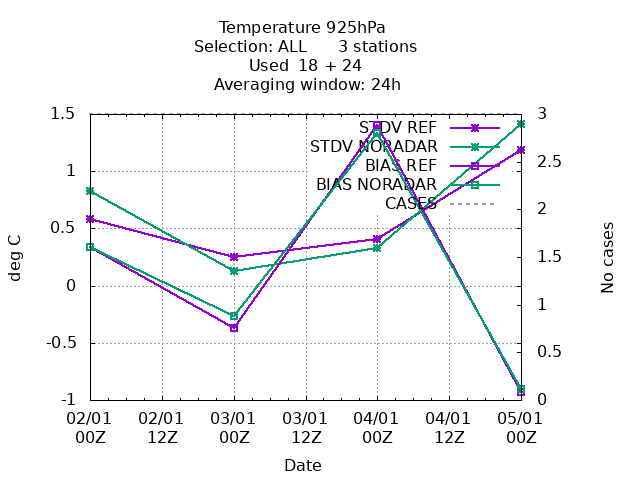 Temperature 925hPa
Selection: ALL      3 stations
Used  18 + 24
Averaging window: 24h
1.5
1
0.5
0
-0.5
-1
deg C
3
2.5
2
1.5
1
0.5
0
No cases
STDV REF
STDV NORADAR
BIAS REF
BIAS NORADAR
CASES
02/01 02/01 03/01 03/01 04/01 04/01 05/01
00Z 12Z 00Z 12Z 00Z 12Z 00Z
Date